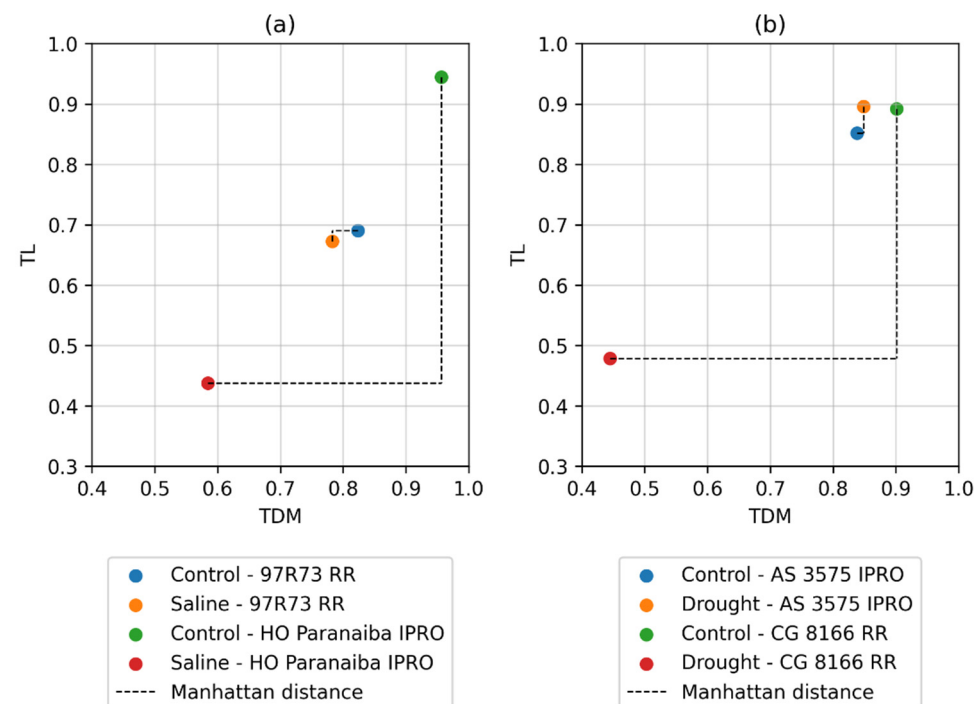 (a)
1.0
0.9
0.8
0.7
0.6
0.5
0.4
0.3
TL
0.4 0.5 0.6 0.7 0.8 0.9 1.0
TDM
Control - 97R73 RR
Saline - 97R73 RR
Control - HO Paranaiba IPRO
Saline - HO Paranaiba IPRO
Manhattan distance
(b)
1.0
0.9
0.8
0.7
0.6
0.5
0.4
0.3
TL
0.4 0.5 0.6 0.7 0.8 0.9 1.0
TDM
Control - AS 3575 IPRO
Drought - AS 3575 IPRO
Control - CG 8166 RR
Drought - CG 8166 RR
Manhattan distance